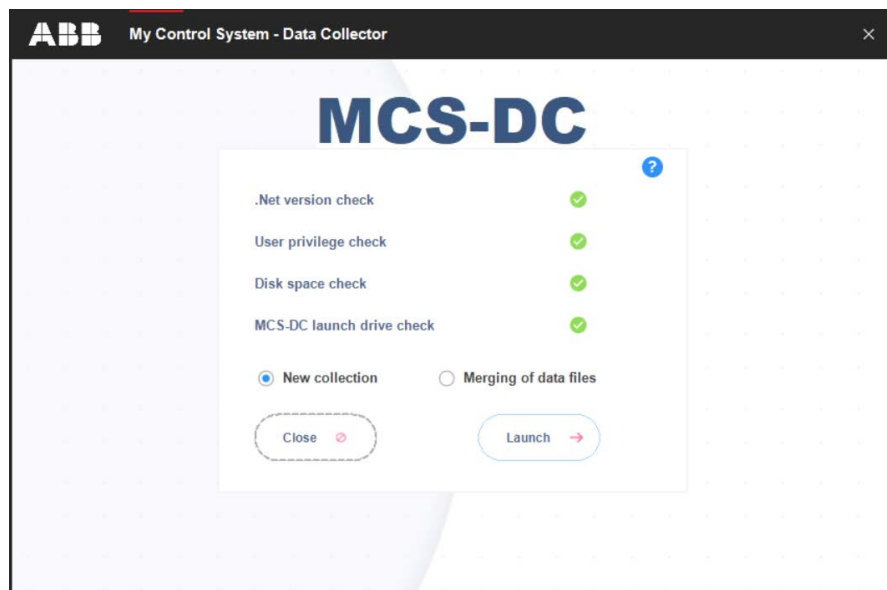 ABB My Control System - Data Collector
MCS-DC
?
.Net version check
User privilege check
Disk space check
MCS-DC launch drive check
New collection Merging of data files
Close Launch